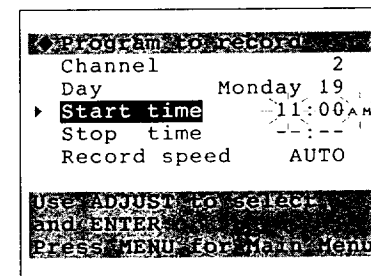 Program to record
Channel 2
Day Monday 19
Start time 11:00AM
Stop time --:--
Record speed AUTO
Use ADJUST to select,
and ENTER
Press MENU for Main Menu